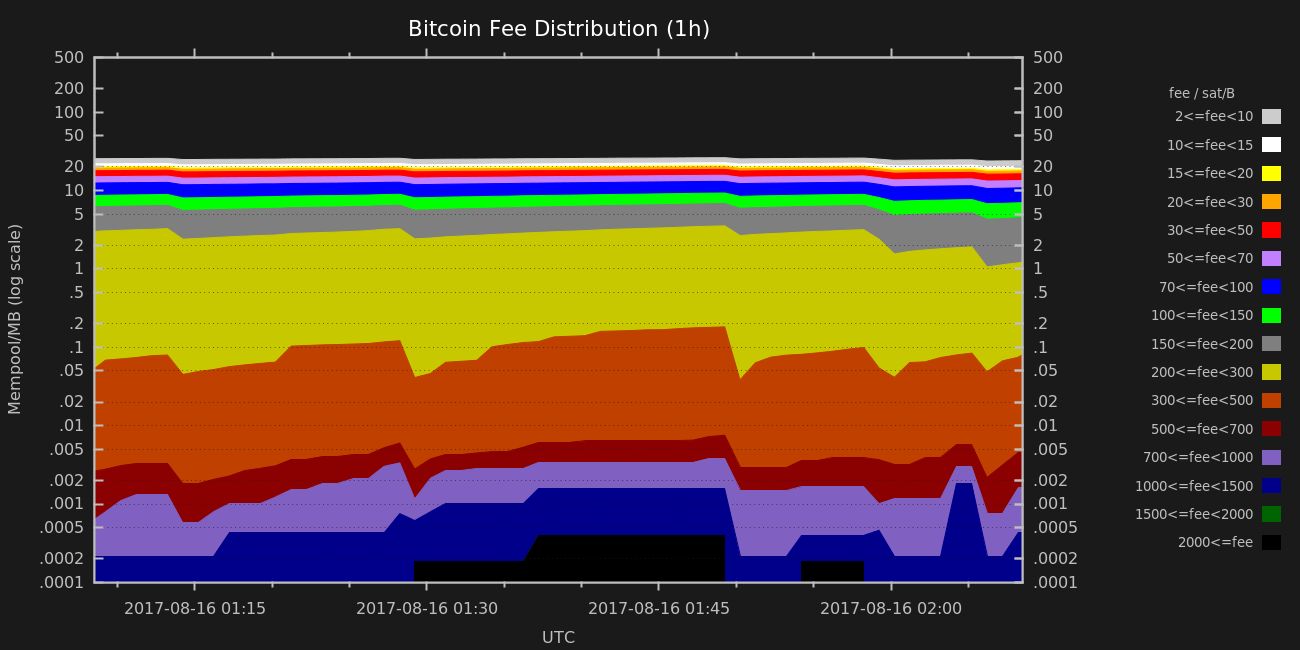 Bitcoin Fee Distribution (1h)
500 500
200 200
100 100
50 50
20 20
10 10
5 5
2 2
1 1
.5 .5
.2 .2
.1 .1
.05 .05
.02 .02
.01 .01
.005 .005
.002 .002
.001 .001
.0005 .0005
.0002 .0002
.0001 .0001
Mempool/MB (log scale)
2017-08-16 01:15 2017-08-16 01:30 2017-08-16 01:45 2017-08-16 02:00
UTC
fee / sat/B
2<=fee<10
10<=fee<15
15<=fee<20
20<=fee<30
30<=fee<50
50<=fee<70
70<=fee<100
100<=fee<150
150<=fee<200
200<=fee<300
300<=fee<500
500<=fee<700
700<=fee<1000
1000<=fee<1500
1500<=fee<2000
2000<=fee